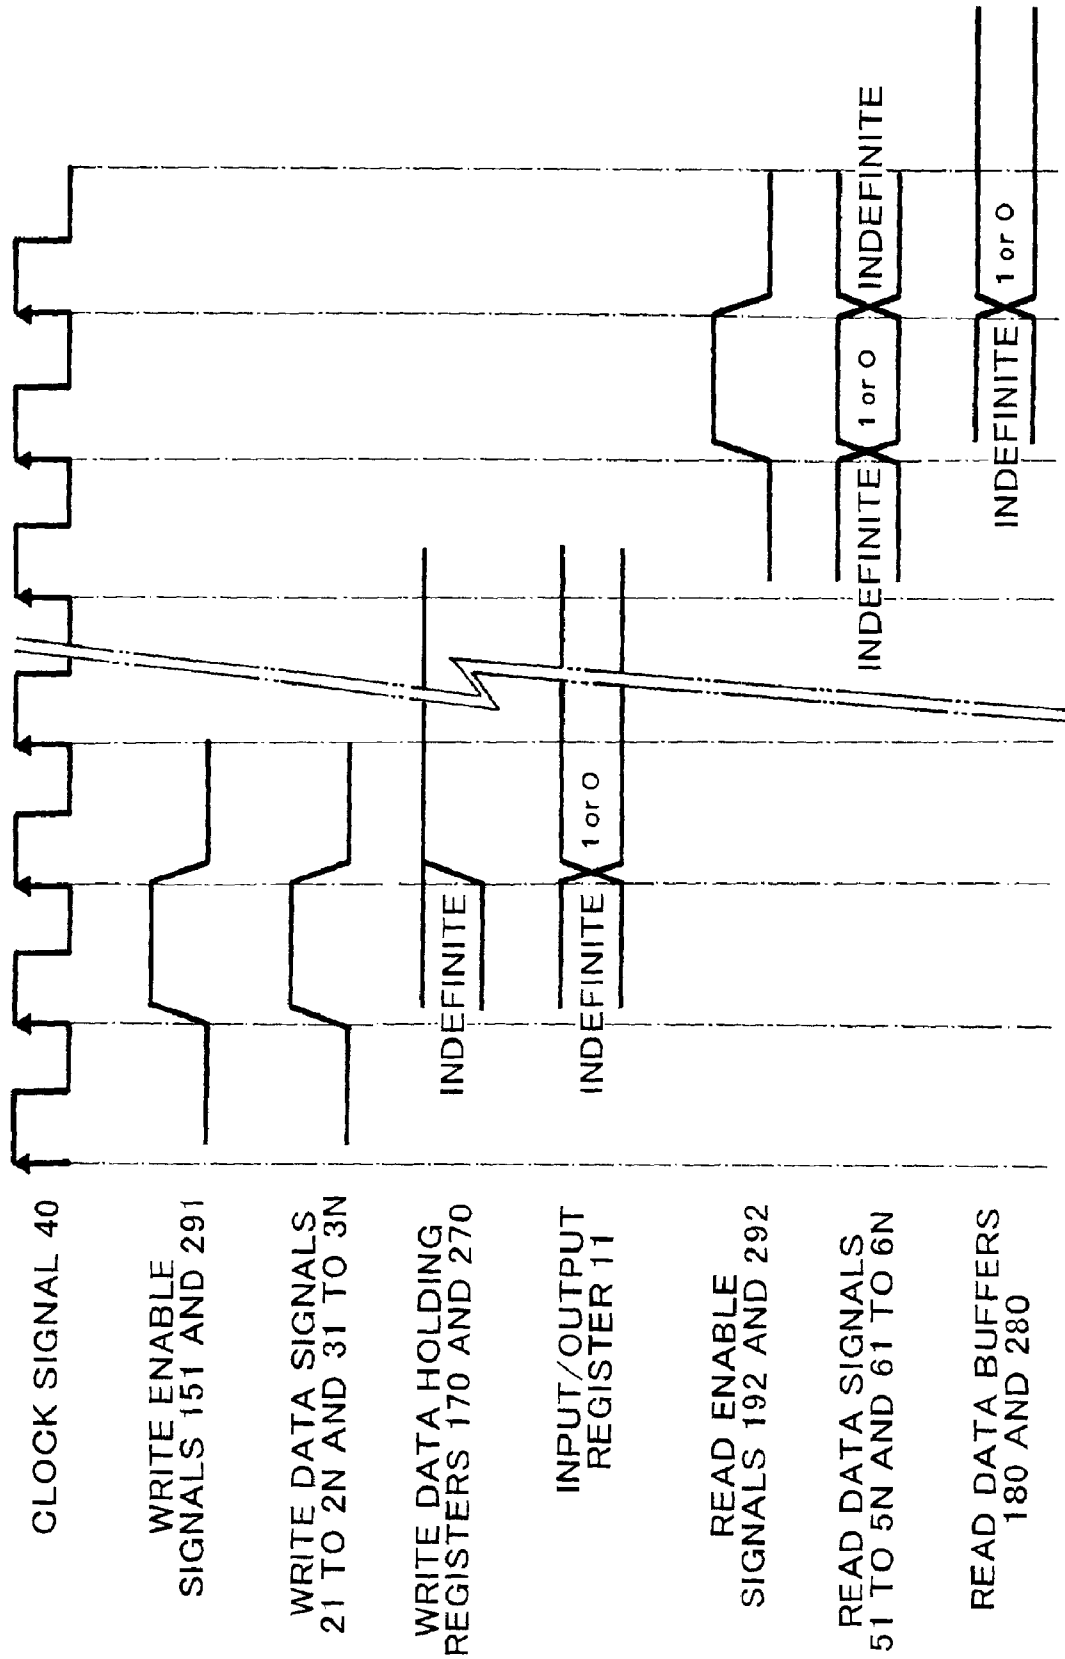 CLOCK SIGNAL 40
WRITE ENABLE
SIGNALS 151 AND 291
WRITE DATA SIGNALS
21 TO 2N AND 31 TO 3N
WRITE DATA HOLDING
REGISTERS 170 AND 270
INDEFINITE
INPUT/OUTPUT
REGISTER 11
INDEFINITE
1 or 0
READ ENABLE
SIGNALS 192 AND 292
READ DATA SIGNALS
51 TO 5N AND 61 TO 6N
INDEFINITE
1 or 0
INDEFINITE
READ DATA BUFFERS
180 AND 280
INDEFINITE
1 or 0